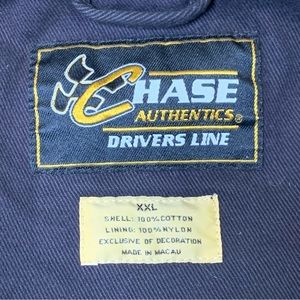 CHASE
AUTHENTICS®
DRIVERS LINE
XXL
SHELL: 100% COTTON
LINING: 100% NYLON
EXCLUSIVE OF DECORATION
MADE IN MACAU